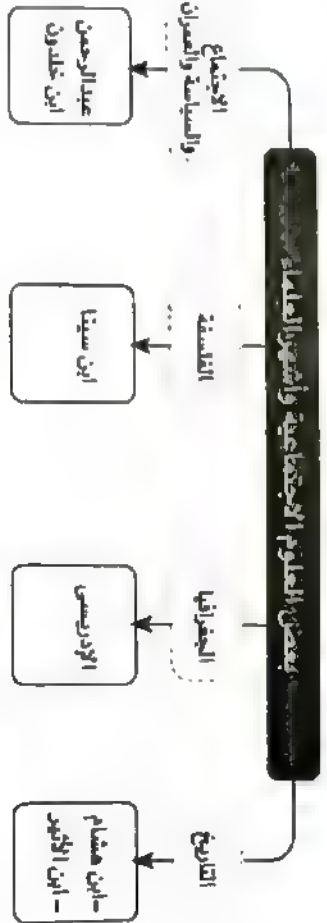 بعض العلوم الاجتماعية وأشهر العلماء
التاريخ
- ابن هشام
- ابن الأثير
الجغرافيا
الإدريسي
الفلسفة
ابن سينا
الاجتماع
والسياسة والعمران
عبدالرحمن
ابن خلدون